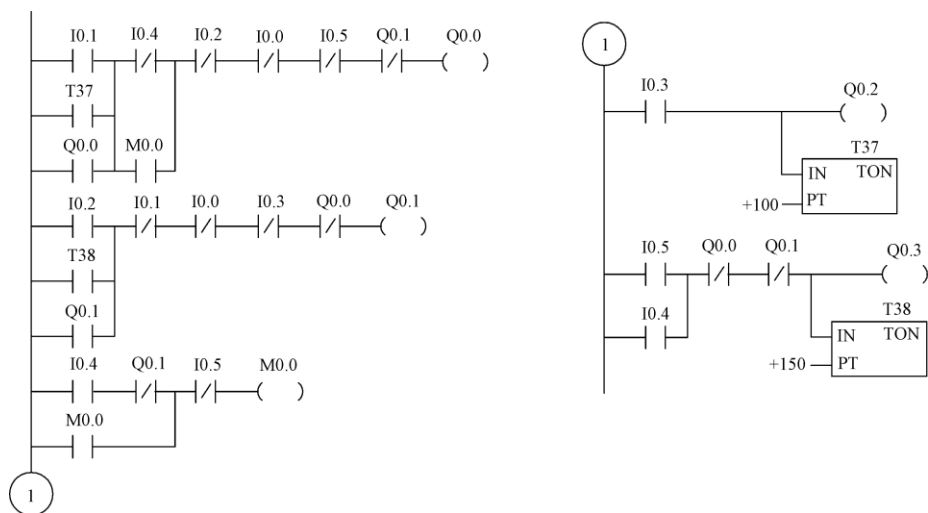 I0.1 I0.4 I0.2 I0.0 I0.5 Q0.1 Q0.0
T37
Q0.0 M0.0
I0.2 I0.1 I0.0 I0.3 Q0.0 Q0.1
T38
Q0.1
I0.4 Q0.1 I0.5 M0.0
M0.0
1
1
I0.3 Q0.2
T37
IN TON
+100 PT
I0.5 Q0.0 Q0.1 Q0.3
I0.4 T38
IN TON
+150 PT